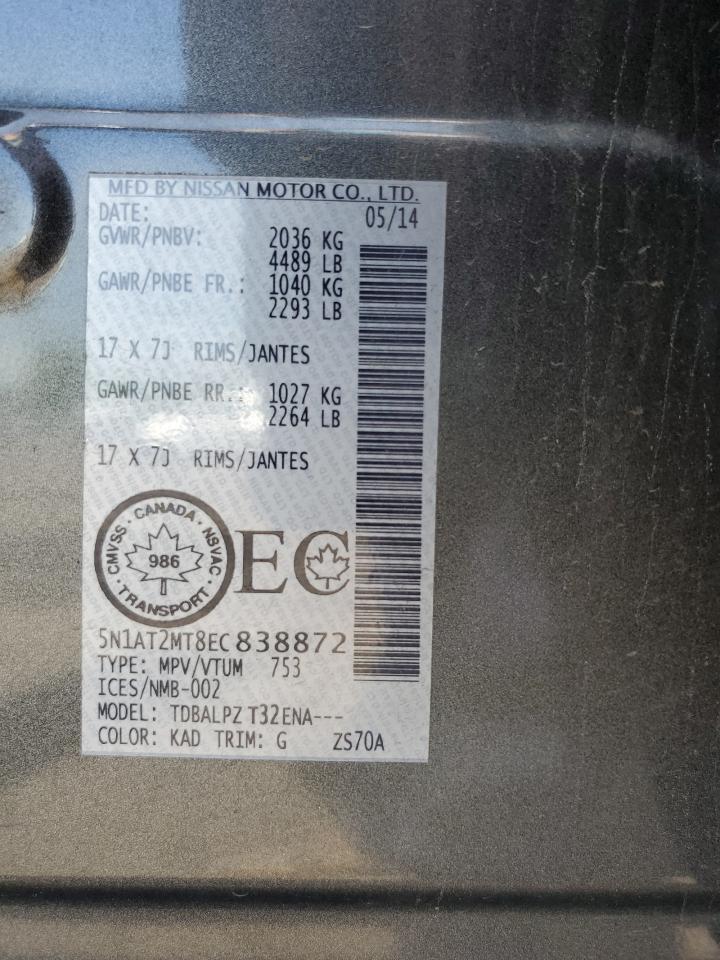 MFD BY NISSAN MOTOR CO., LTD.
DATE: 05/14
GVWR/PNBV: 2036 KG
4489 LB
GAWR/PNBE FR.: 1040 KG
2293 LB
17 X 7J RIMS/JANTES
GAWR/PNBE RR.: 1027 KG
2264 LB
17 X 7J RIMS/JANTES
CMVSS · CANADA · NSVAC
986
· TRANSPORT ·
EC
5N1AT2MT8EC838872
TYPE: MPV/VTUM 753
ICES/NMB-002
MODEL: TDBALPZ T32ENA---
COLOR: KAD TRIM: G ZS70A